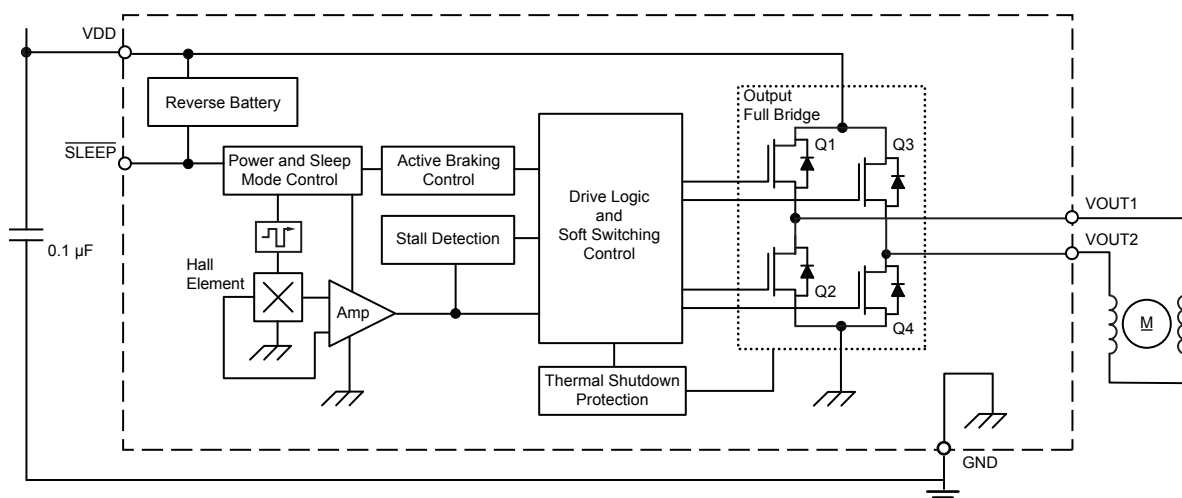 VDD
Reverse Battery
SLEEP
Power and Sleep
Mode Control
Active Braking
Control
Stall Detection
Hall
Element
Amp
0.1 µF
Drive Logic
and
Soft Switching
Control
Thermal Shutdown
Protection
Output
Full Bridge
Q1
Q3
Q2
Q4
VOUT1
VOUT2
M
GND